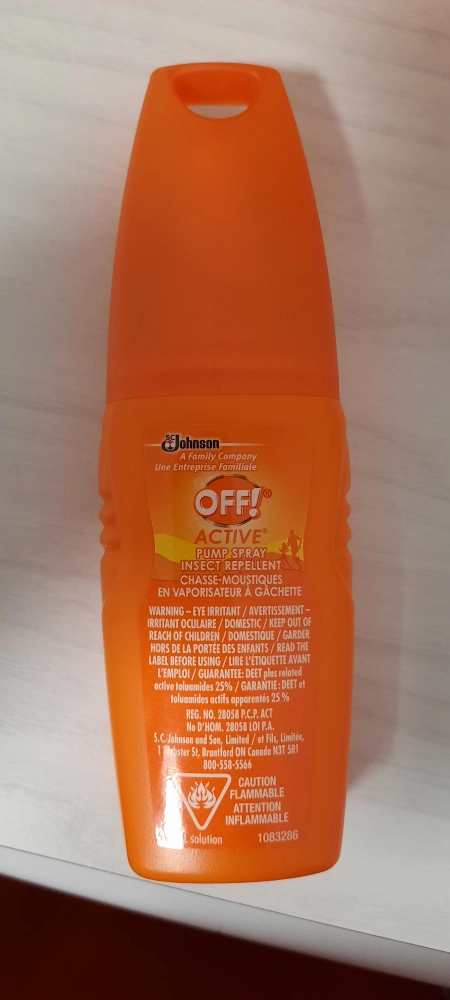 SC Johnson
A Family Company
Une Entreprise Familiale
OFF!®
ACTIVE®
PUMP SPRAY
INSECT REPELLENT
CHASSE-MOUSTIQUES
EN VAPORISATEUR À GÂCHETTE
WARNING – EYE IRRITANT / AVERTISSEMENT –
IRRITANT OCULAIRE / DOMESTIC / KEEP OUT OF
REACH OF CHILDREN / DOMESTIQUE / GARDER
HORS DE LA PORTÉE DES ENFANTS / READ THE
LABEL BEFORE USING / LIRE L'ÉTIQUETTE AVANT
L'EMPLOI / GUARANTEE: DEET plus related
active toluamides 25% / GARANTIE: DEET et
toluamides actifs apparentés 25 %
REG. NO. 28058 P.C.P. ACT
No D'HOM. 28058 LOI P.A.
S. C. Johnson and Son, Limited / et Fils, Limitée,
1 Webster St, Brantford ON Canada N3T 5R1
800-558-5566
CAUTION
FLAMMABLE
ATTENTION
INFLAMMABLE
L solution 1083286